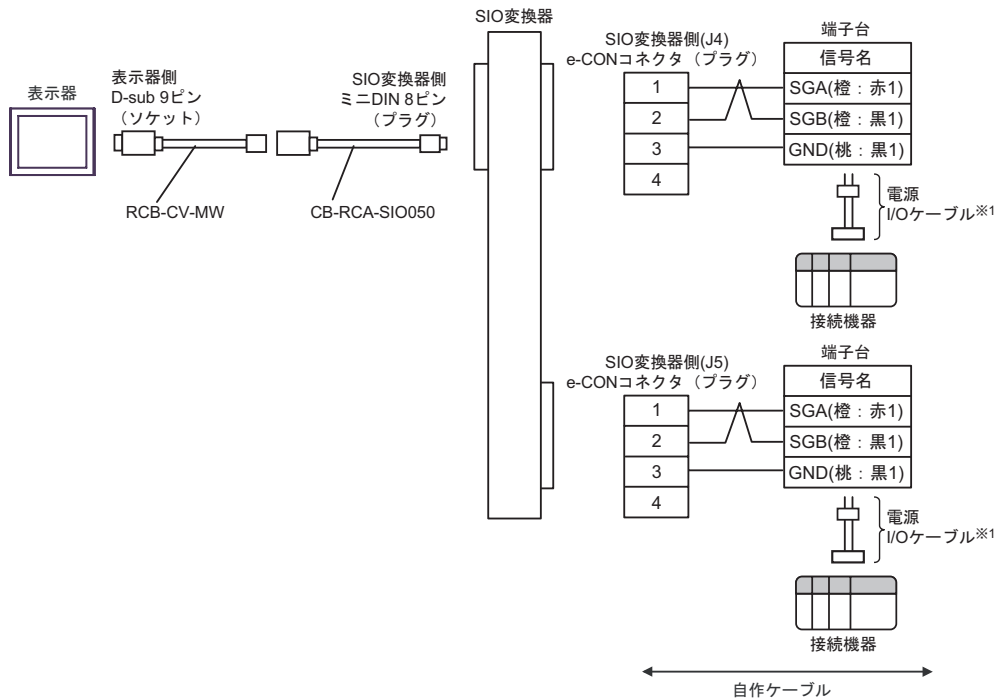 SIO変換器
表示器
表示器側
D-sub 9ピン
（ソケット）
SIO変換器側
ミニDIN 8ピン
（プラグ）
RCB-CV-MW
CB-RCA-SIO050
SIO変換器側(J4)
e-CONコネクタ（プラグ）
1
2
3
4
端子台
信号名
SGA(橙：赤1)
SGB(橙：黒1)
GND(桃：黒1)
電源
I/Oケーブル※1
接続機器
SIO変換器側(J5)
e-CONコネクタ（プラグ）
1
2
3
4
端子台
信号名
SGA(橙：赤1)
SGB(橙：黒1)
GND(桃：黒1)
電源
I/Oケーブル※1
接続機器
自作ケーブル